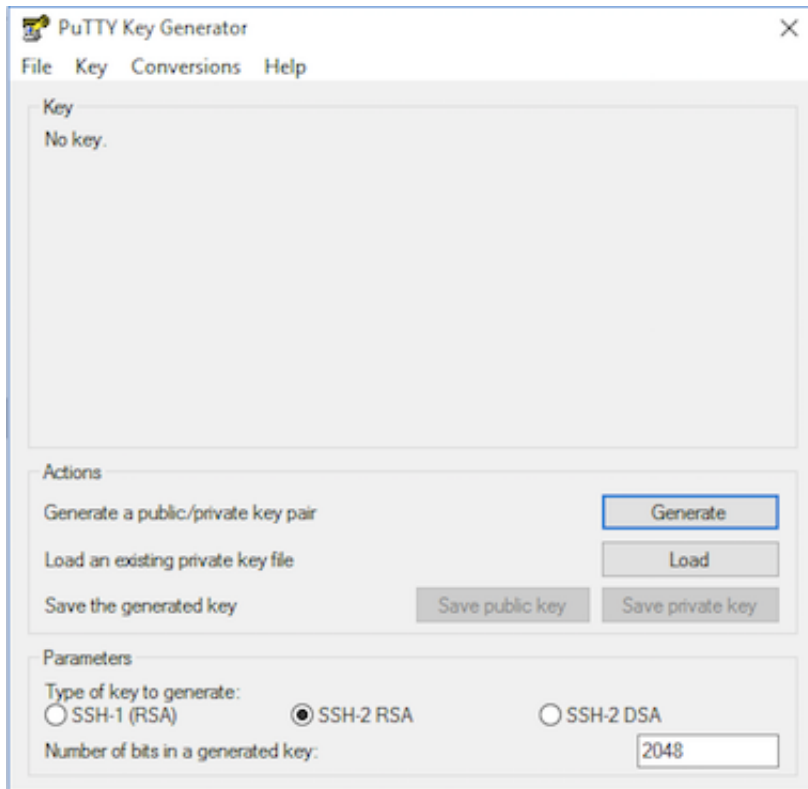 PuTTY Key Generator
File Key Conversions Help
Key
No key.
Actions
Generate a public/private key pair Generate
Load an existing private key file Load
Save the generated key Save public key Save private key
Parameters
Type of key to generate:
SSH-1 (RSA) SSH-2 RSA SSH-2 DSA
Number of bits in a generated key: 2048